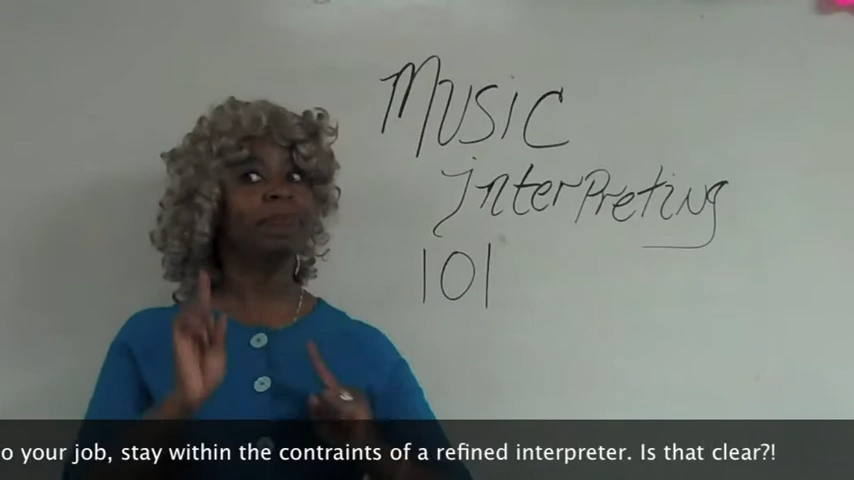 Music
Interpreting
101
o your job, stay within the contraints of a refined interpreter. Is that clear?!